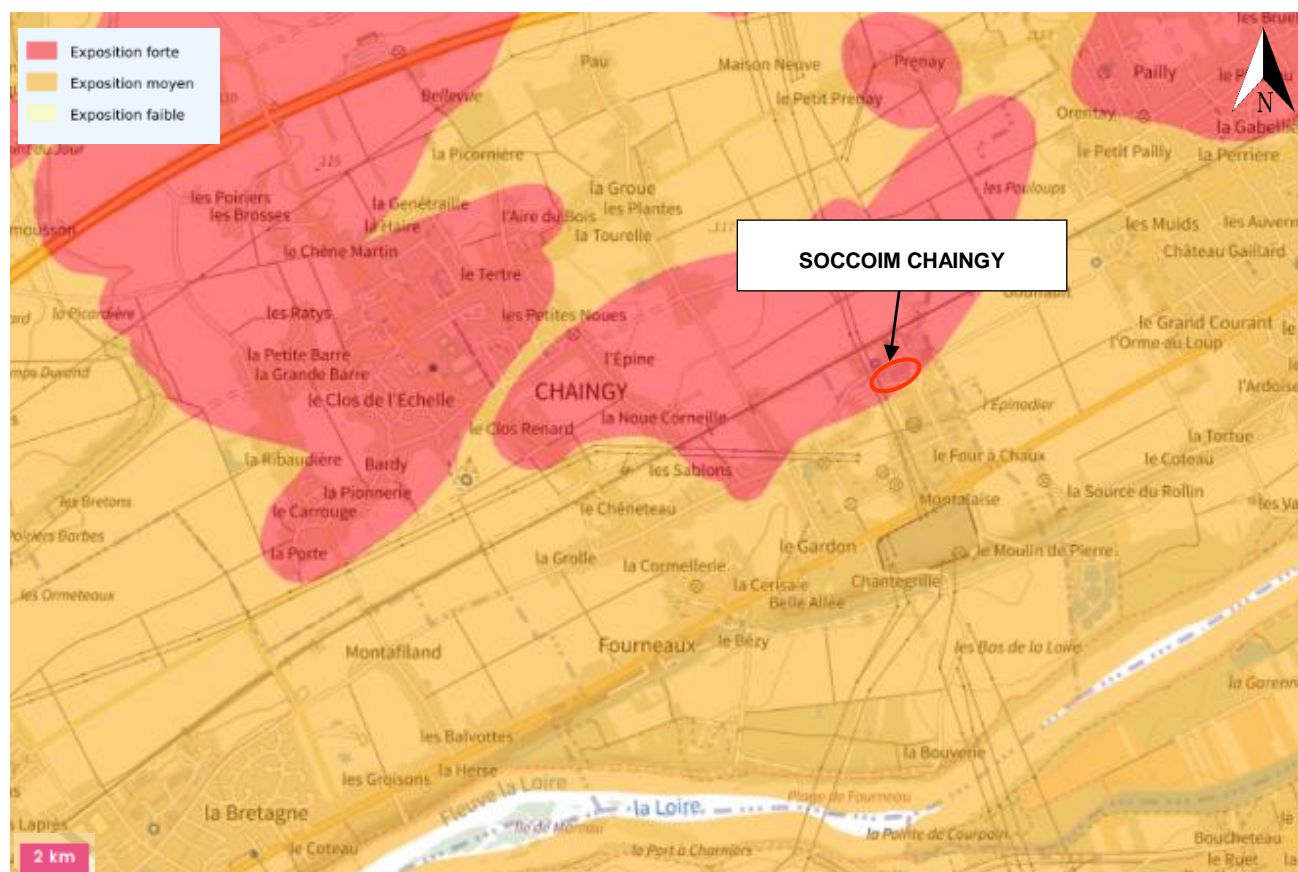 Exposition forte
Exposition moyen
Exposition faible
N
Pau
Maison Neuve
Prenay
Pailly
Bellevue
le Petit Prenay
Orentay
la Gabelliè
la Picornière
115
le Petit Pailly
la Perrière
les Poiriers
les Brosses
la Genétraille
la Haire
l'Aire du Bois
la Groue
les Plantes
la Tourelle
les Pouloups
les Muids
les Auvern
mousson
le Chêne Martin
SOCCOIM CHAINGY
Château Gaillard
le Tertre
la Picardière
les Ratys
les Petites Noues
le Grand Courant
l'Orme au Loup
la Petite Barre
la Grande Barre
l'Épine
le Clos de l'Echelle
CHAINGY
l'Épinodier
la Noue Corneille
le Clos Renard
la Tortue
la Ribaudière
Bardy
les Sablons
le Four à Chaux
le Coteau
la Pionnerie
le Carrouge
les Bretons
le Chêneteau
Montalaise
la Source du Rollin
la Porte
la Grolle
la Cormellerie
le Gardon
le Moulin de Pierre
les Ormeteaux
la Cerisaie
Belle Allée
Chantegrille
Montafiland
Fourneaux
le Bézy
les Bas de la Loire
les Balvottes
la Bouverie
les Groisons
la Herse
la Bretagne
Fleuve la Loire
la Loire
Plage de Fourneau
Île de Moreau
la Pointe de Courpain
le Coteau
le Port à Charniers
Boucheteau
le Ruet
2 km